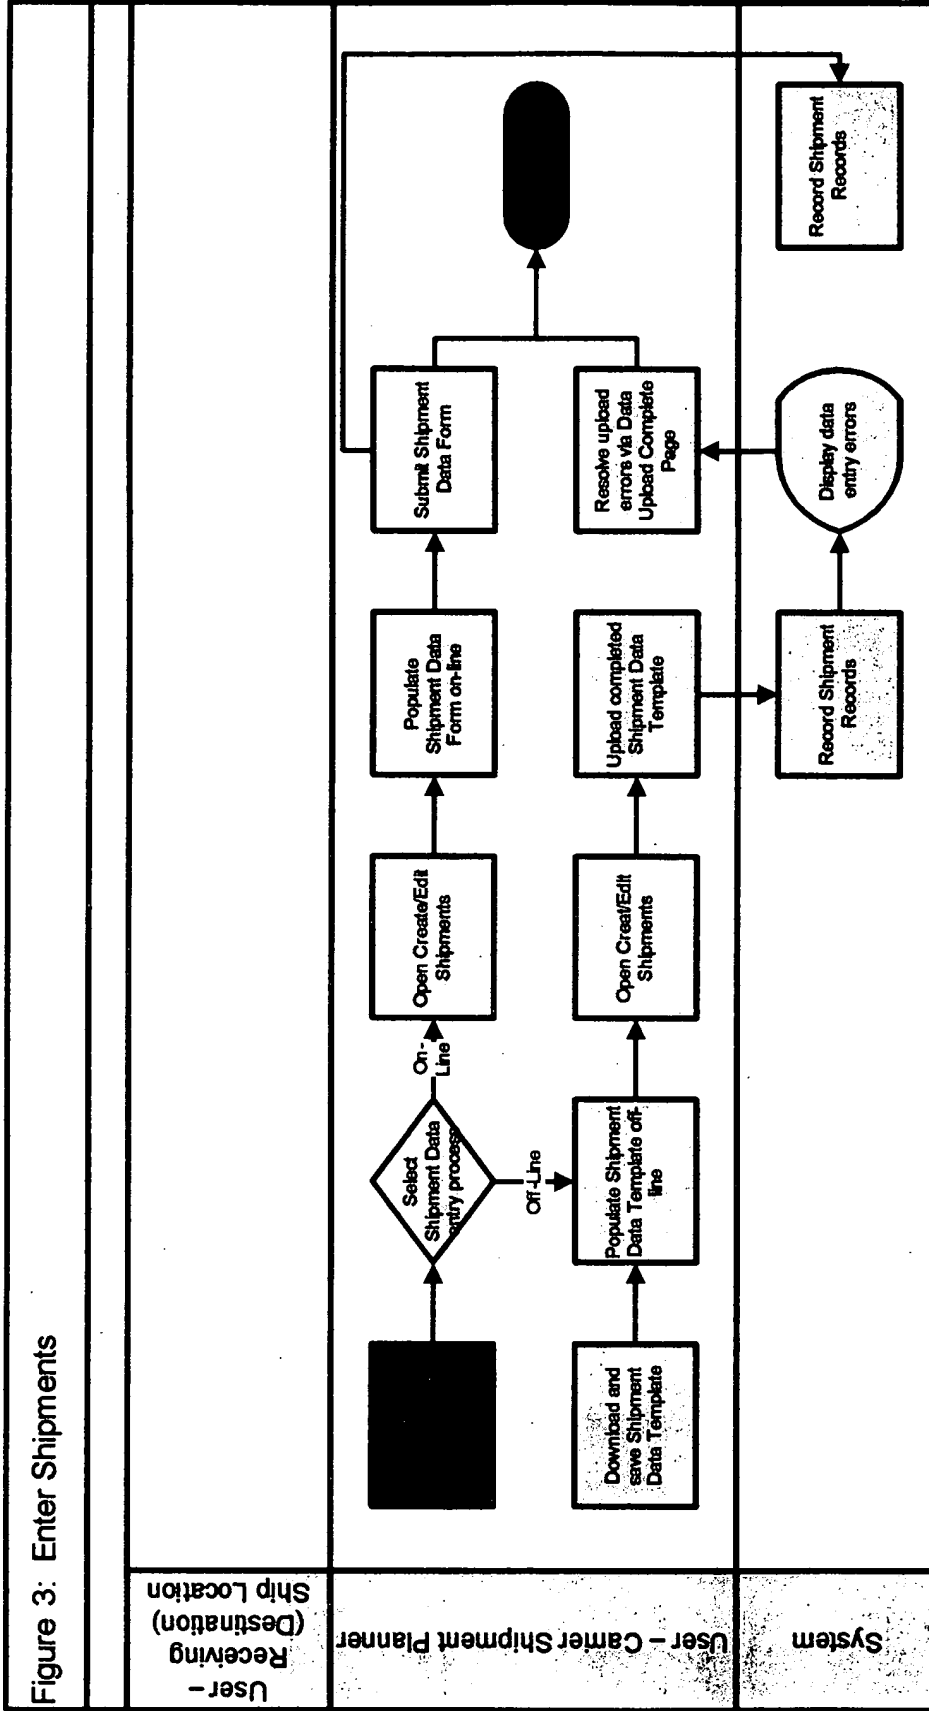 Figure 3: Enter Shipments
User –
Receiving
(Destination)
Ship Location
User – Carrier Shipment Planner
Select
Shipment Data
entry process
On -
Line
Open Create/Edit
Shipments
Populate
Shipment Data
Form on-line
Submit Shipment
Data Form
Off -Line
Download and
save Shipment
Data Template
Populate Shipment
Data Template off-
line
Open Creat/Edit
Shipments
Upload completed
Shipment Data
Template
Resolve upload
errors via Data
Upload Complete
Page
System
Record Shipment
Records
Display data
entry errors
Record Shipment
Records